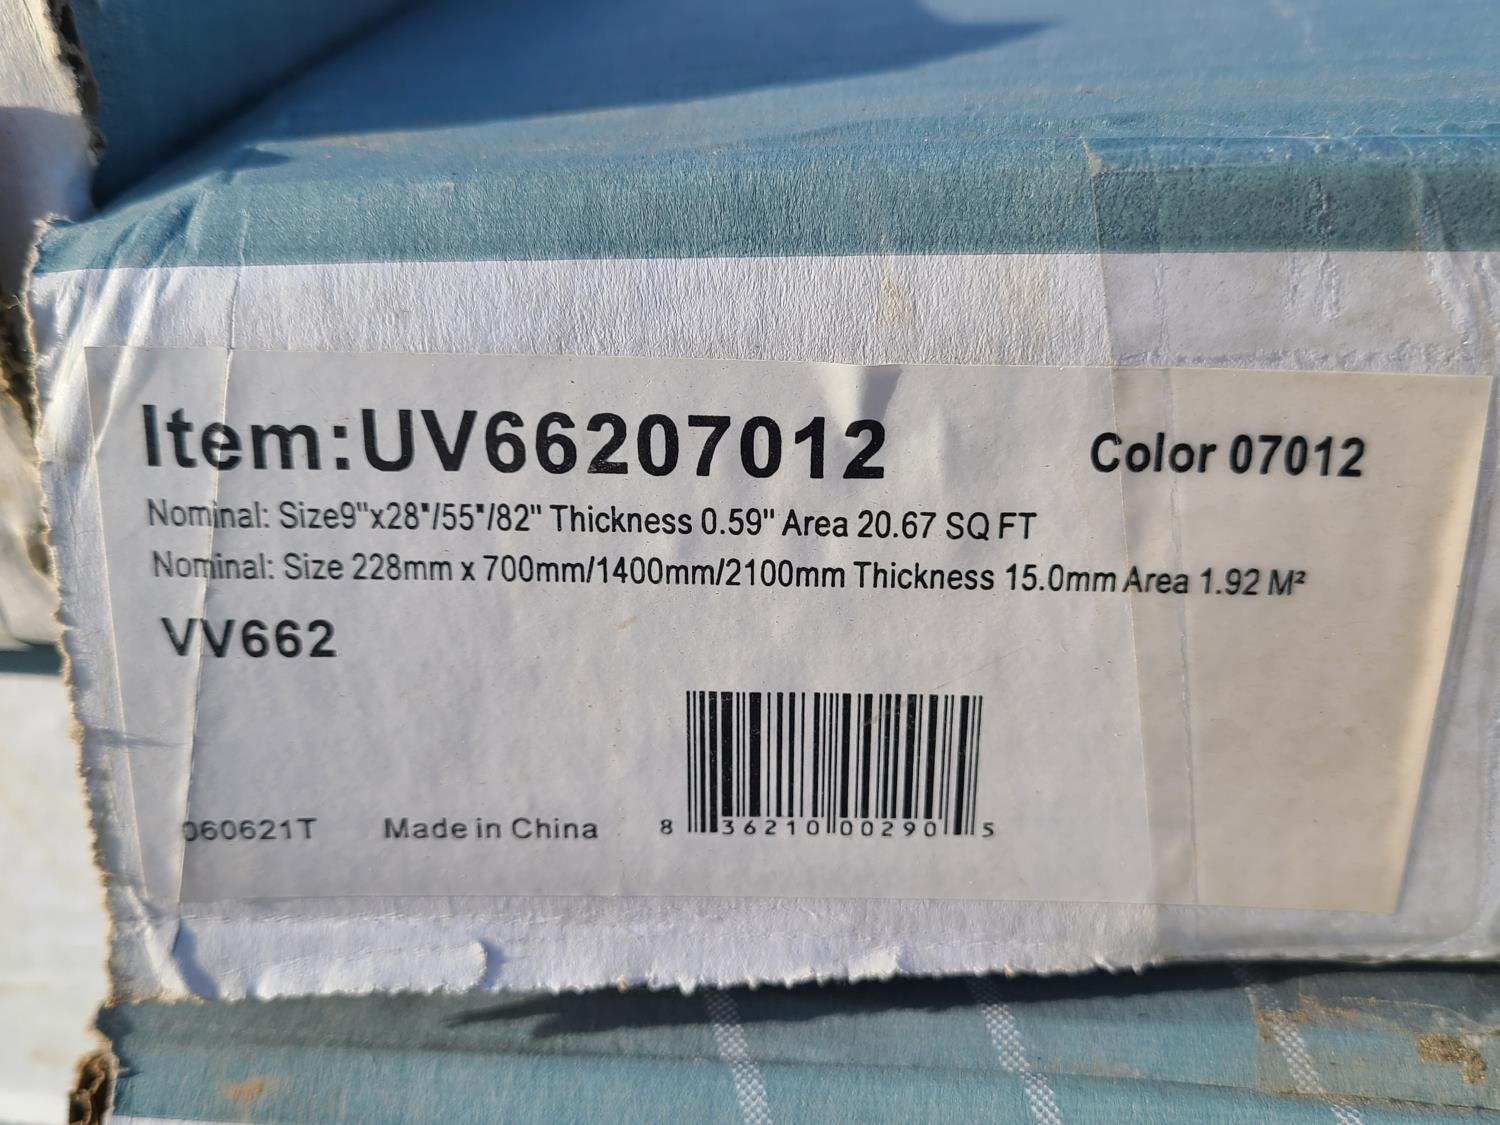 Item:UV66207012
Color 07012
Nominal: Size9"x28"/55"/82" Thickness 0.59" Area 20.67 SQ FT
Nominal: Size 228mm x 700mm/1400mm/2100mm Thickness 15.0mm Area 1.92 M²
VV662
060621T
Made in China
8 36210 00290 5